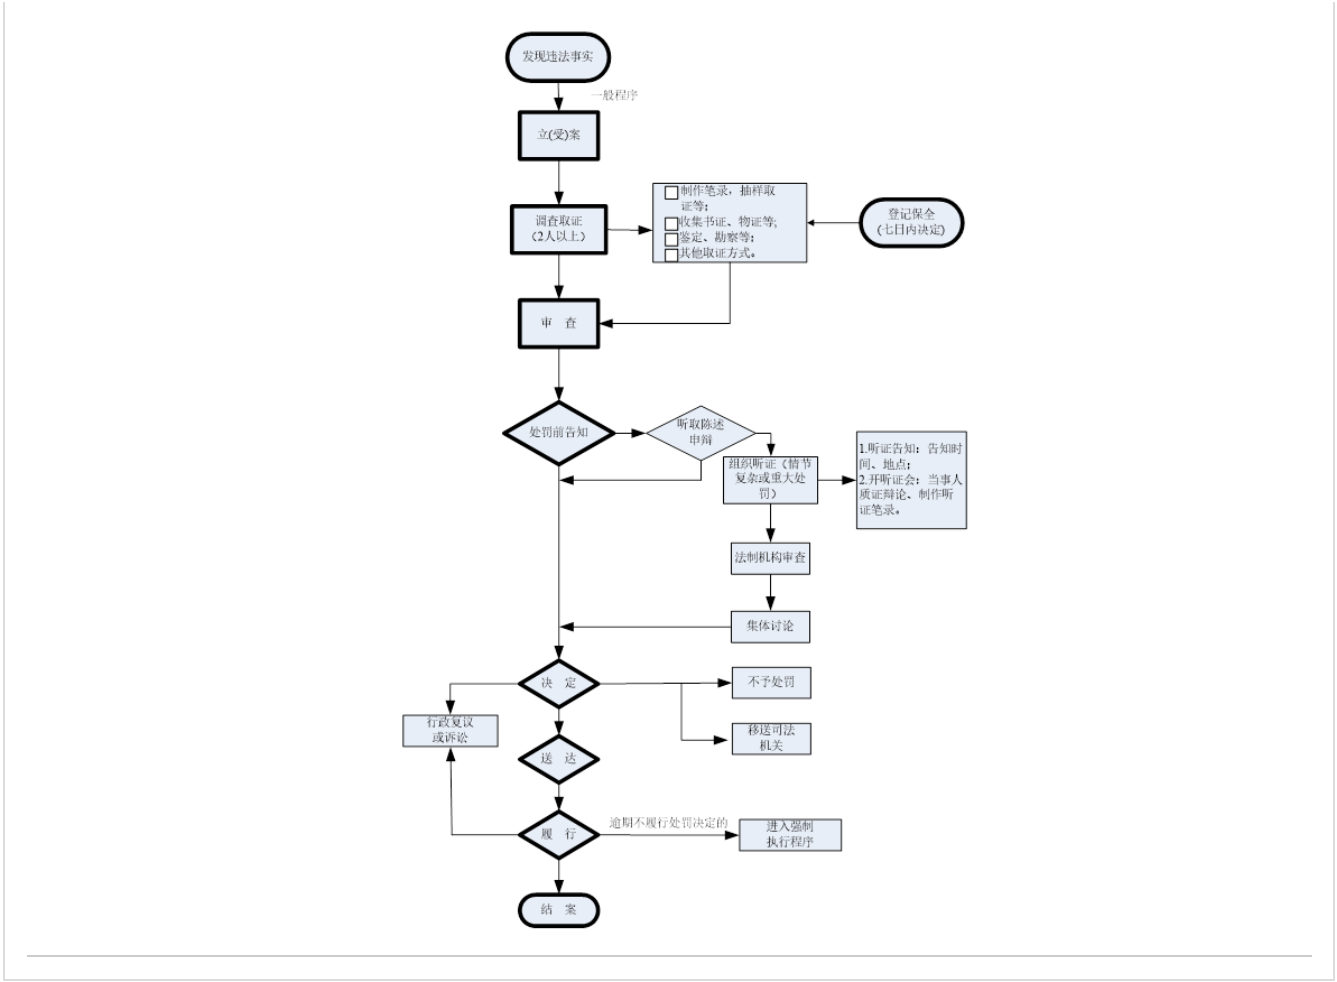 发现违法事实
一般程序
立(受)案
调查取证
（2人以上）
制作笔录，抽样取
证等；
收集书证、物证等;
鉴定、勘察等；
其他取证方式。
登记保全
(七日内决定)
审 查
处罚前告知
听取陈述
申辩
组织听证（情节
复杂或重大处
罚）
1.听证告知：告知时
间、地点；
2.开听证会：当事人
质证辩论、制作听
证笔录。
法制机构审查
集体讨论
决 定
不予处罚
行政复议
或诉讼
移送司法
机关
送 达
履 行
逾期不履行处罚决定的
进入强制
执行程序
结 案